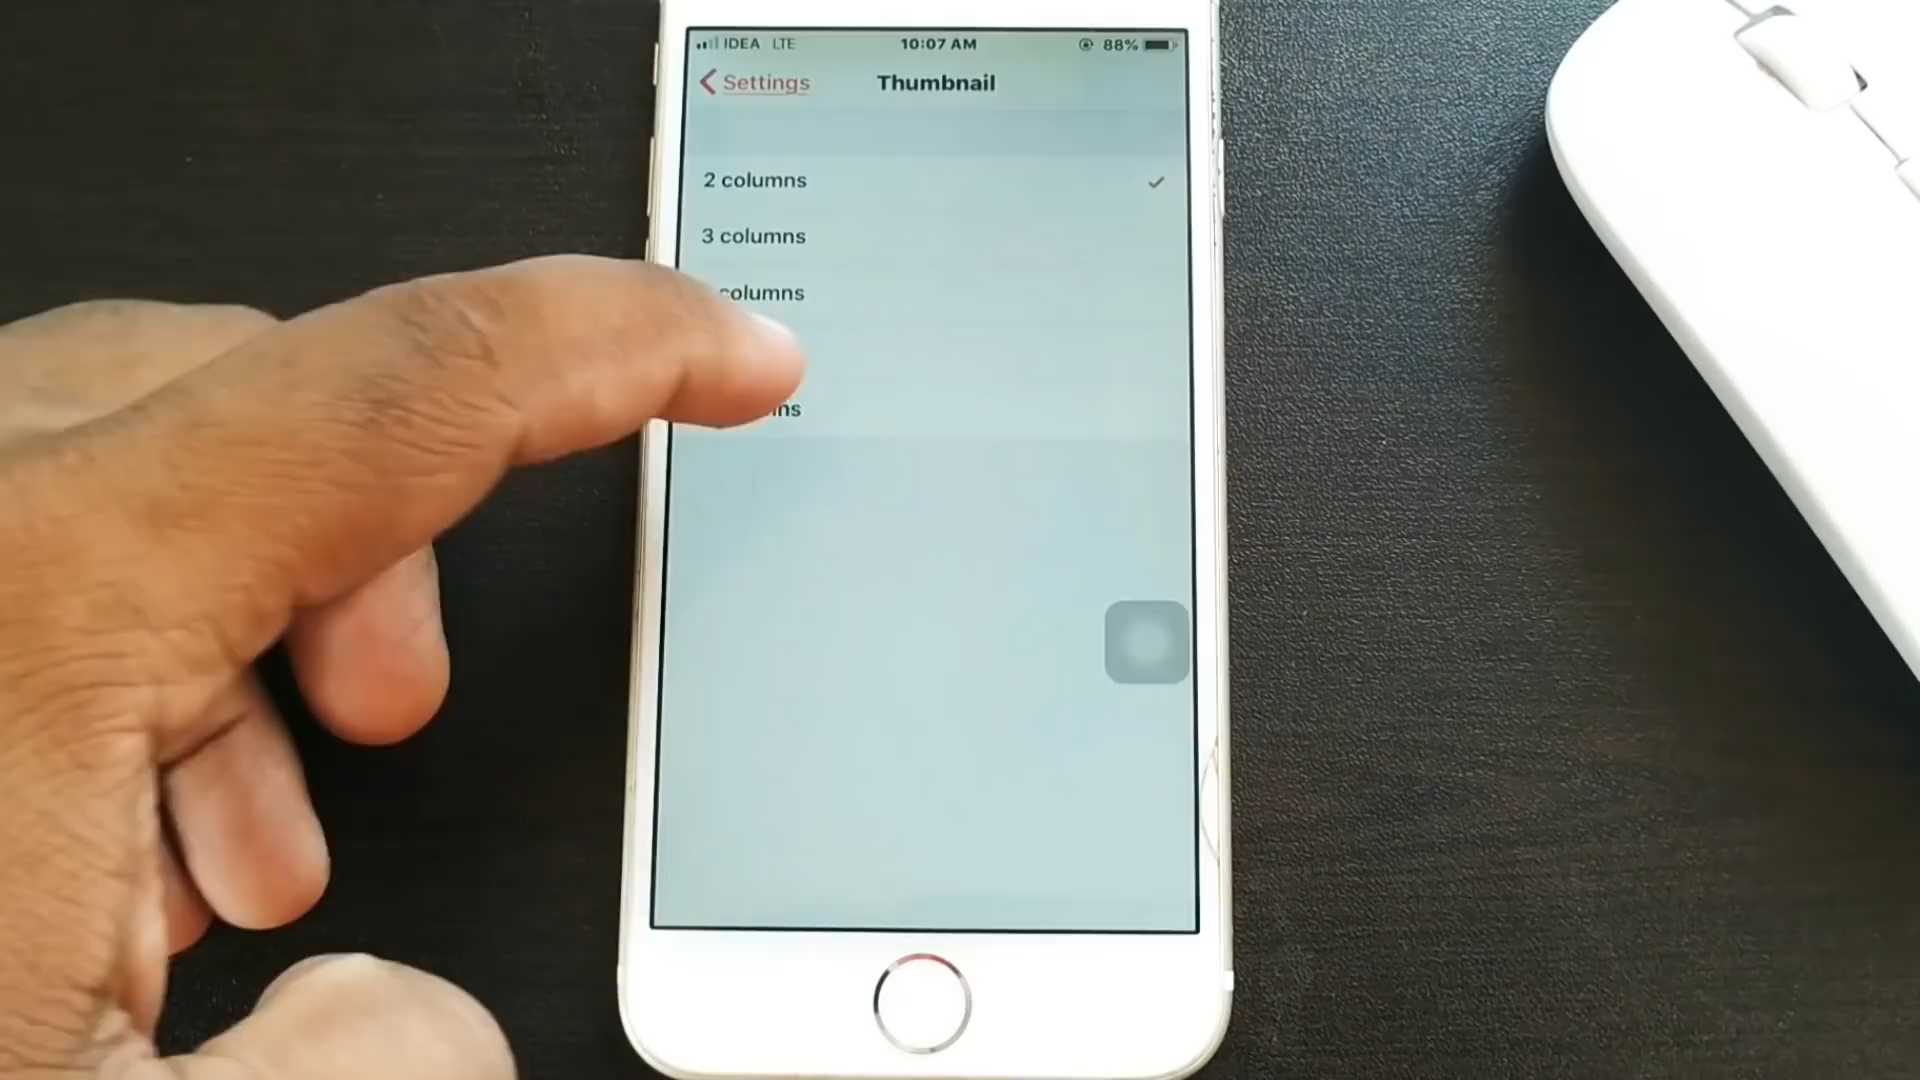 IDEA LTE 10:07 AM 88%
Settings Thumbnail
2 columns
3 columns
columns